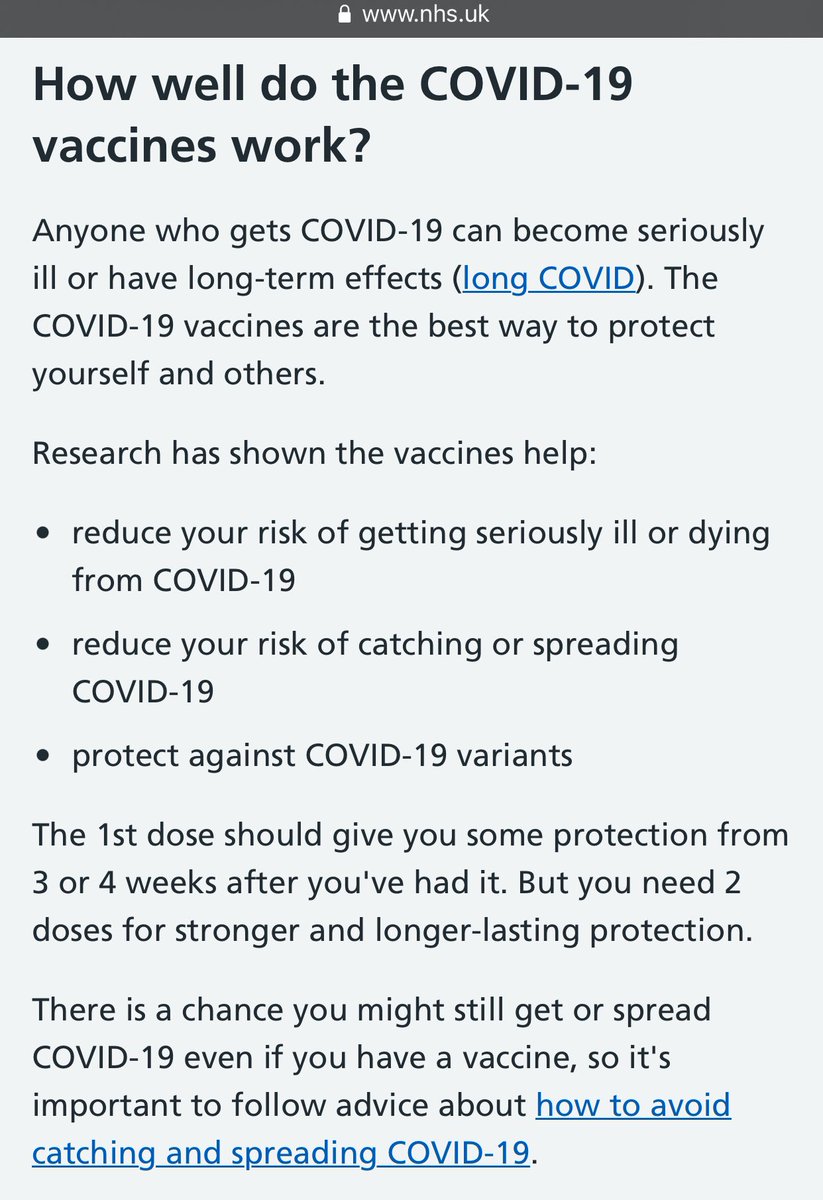 www.nhs.uk
How well do the COVID-19
vaccines work?
Anyone who gets COVID-19 can become seriously
ill or have long-term effects (long COVID). The
COVID-19 vaccines are the best way to protect
yourself and others.
Research has shown the vaccines help:
• reduce your risk of getting seriously ill or dying
from COVID-19
• reduce your risk of catching or spreading
COVID-19
• protect against COVID-19 variants
The 1st dose should give you some protection from
3 or 4 weeks after you've had it. But you need 2
doses for stronger and longer-lasting protection.
There is a chance you might still get or spread
COVID-19 even if you have a vaccine, so it's
important to follow advice about how to avoid
catching and spreading COVID-19.